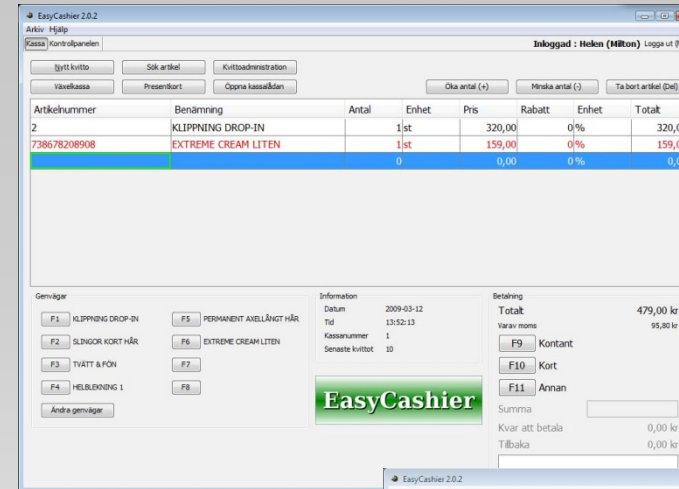 EasyCashier 2.0.2
Arkiv Hjälp
Kassa Kontrollpanelen Inloggad : Helen (Milton) Logga ut
Nytt kvitto Sök artikel Kvittoadministration
Växelkassa Presentkort Öppna kassalådan Öka antal (+) Minska antal (-) Ta bort artikel (Del)
Artikelnummer Benämning Antal Enhet Pris Rabatt Enhet Totalt
2 KLIPPNING DROP-IN 1 st 320,00 0 % 320,0
738678208908 EXTREME CREAM LITEN 1 st 159,00 0 % 159,0
0 0,00 0 % 0,0
Genvägar Information Betalning
F1 KLIPPNING DROP-IN F5 PERMANENT AXELLÅNGT HÅR
F2 SLINGOR KORT HÅR F6 EXTREME CREAM LITEN
F3 TVÄTT & FÖN F7
F4 HELBLEKNING 1 F8
Ändra genvägar
Datum 2009-03-12
Tid 13:52:13
Kassanummer 1
Senaste kvittot 10
EasyCashier
Totalt 479,00 kr
Varav moms 95,80 kr
F9 Kontant
F10 Kort
F11 Annan
Summa
Kvar att betala 0,00 kr
Tillbaka 0,00 kr
EasyCashier 2.0.2